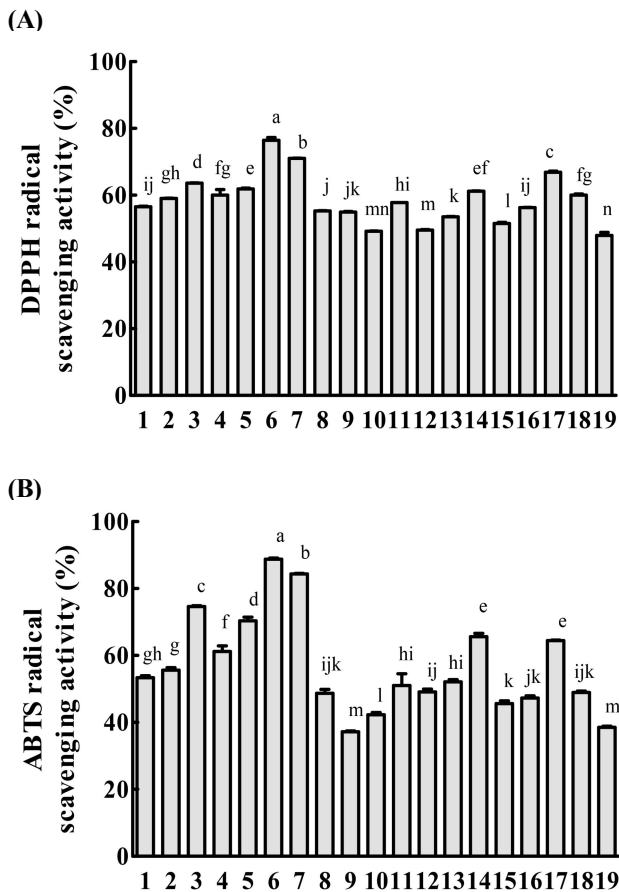 (A)
DPPH radical
scavenging activity (%)
100
80
60
40
20
0
ij gh d fg e a b j jk mn hi m k ef l ij c fg n
1 2 3 4 5 6 7 8 9 10 11 12 13 14 15 16 17 18 19
(B)
ABTS radical
scavenging activity (%)
100
80
60
40
20
0
gh g c f d a b ijk m l hi ij hi e k jk e ijk m
1 2 3 4 5 6 7 8 9 10 11 12 13 14 15 16 17 18 19